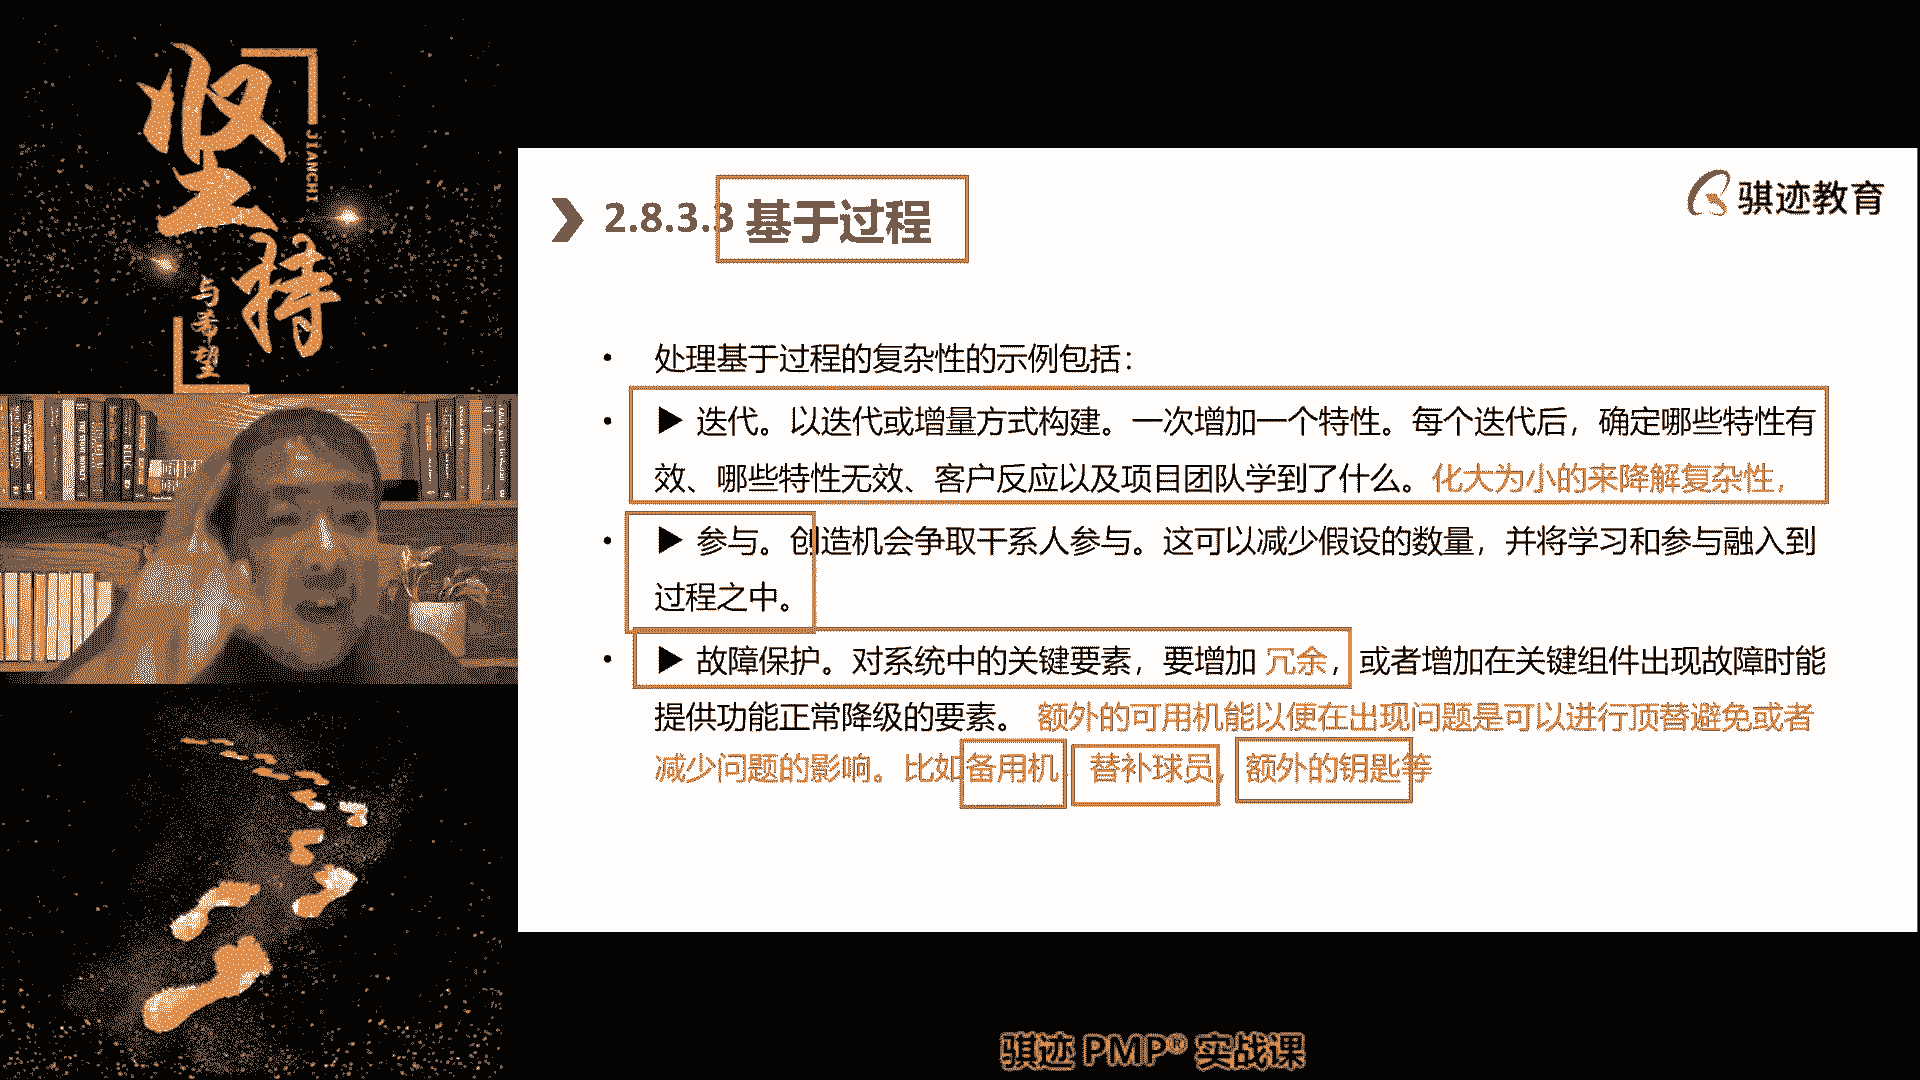 坚持
JIANCHI
与希望
2.8.3.3 基于过程
骐迹教育
• 处理基于过程的复杂性的示例包括：
• ▶ 迭代。以迭代或增量方式构建。一次增加一个特性。每个迭代后，确定哪些特性有
效、哪些特性无效、客户反应以及项目团队学到了什么。化大为小的来降解复杂性，
• ▶ 参与。创造机会争取干系人参与。这可以减少假设的数量，并将学习和参与融入到
过程之中。
• ▶ 故障保护。对系统中的关键要素，要增加 冗余，或者增加在关键组件出现故障时能
提供功能正常降级的要素。 额外的可用机能以便在出现问题是可以进行顶替避免或者
减少问题的影响。比如备用机，替补球员，额外的钥匙等
骐迹 PMP® 实战课